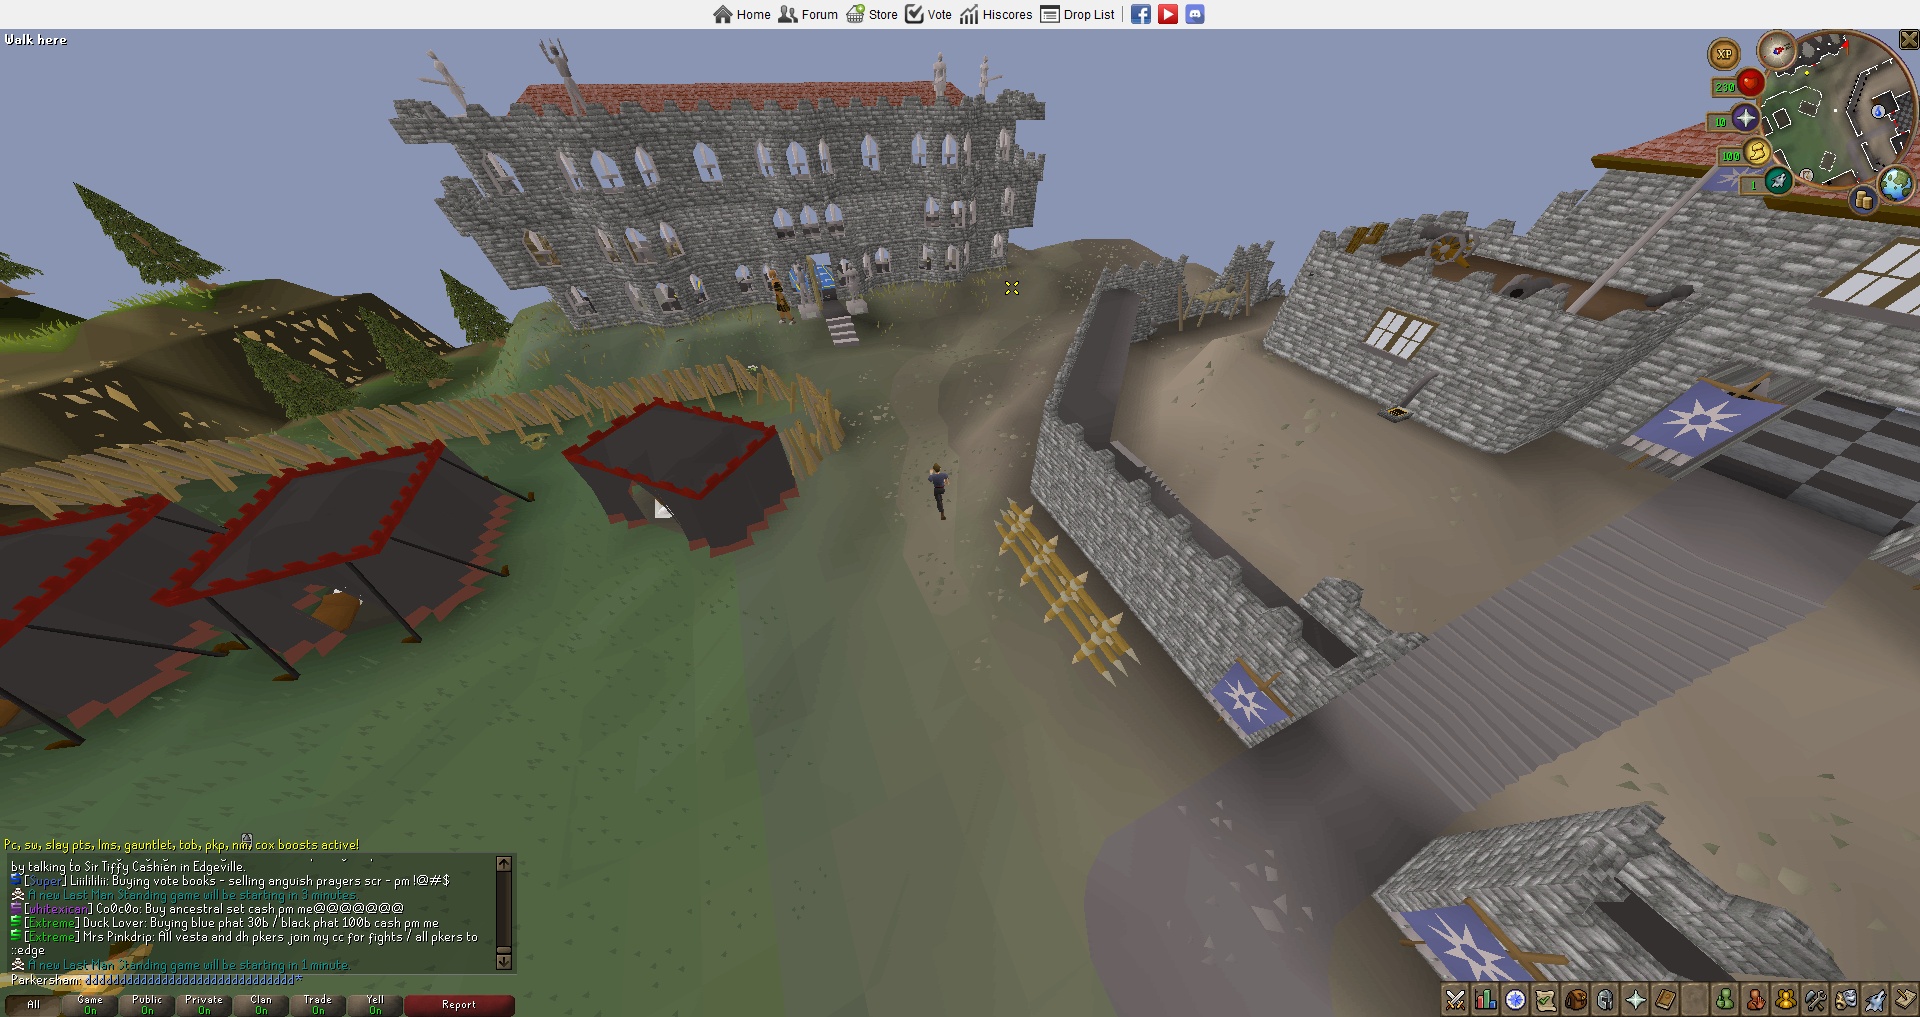 Home Forum Store Vote Hiscores Drop List
Walk here
XP
230
10
100
1
Pc, sw, slay pts, lms, gauntlet, tob, pkp, nm, cox boosts active!
by talking to Sir Tiffy Cashien in Edgeville.
[Super] Liiililii: Buying vote books - selling anguish prayers scr - pm !@#$
A new Last Man Standing game will be starting in 3 minutes.
[whitexican] Co0c0o: Buy ancestral set cash pm me@@@@@@@
[Extreme] Duck Lover: Buying blue phat 30b / black phat 100b cash pm me
[Extreme] Mrs Pinkdrip: All vesta and dh pkers join my cc for fights / all pkers to
::edge
A new Last Man Standing game will be starting in 1 minute.
Parkersham:
All Game Public Private Clan Trade Yell Report
On On On On On On